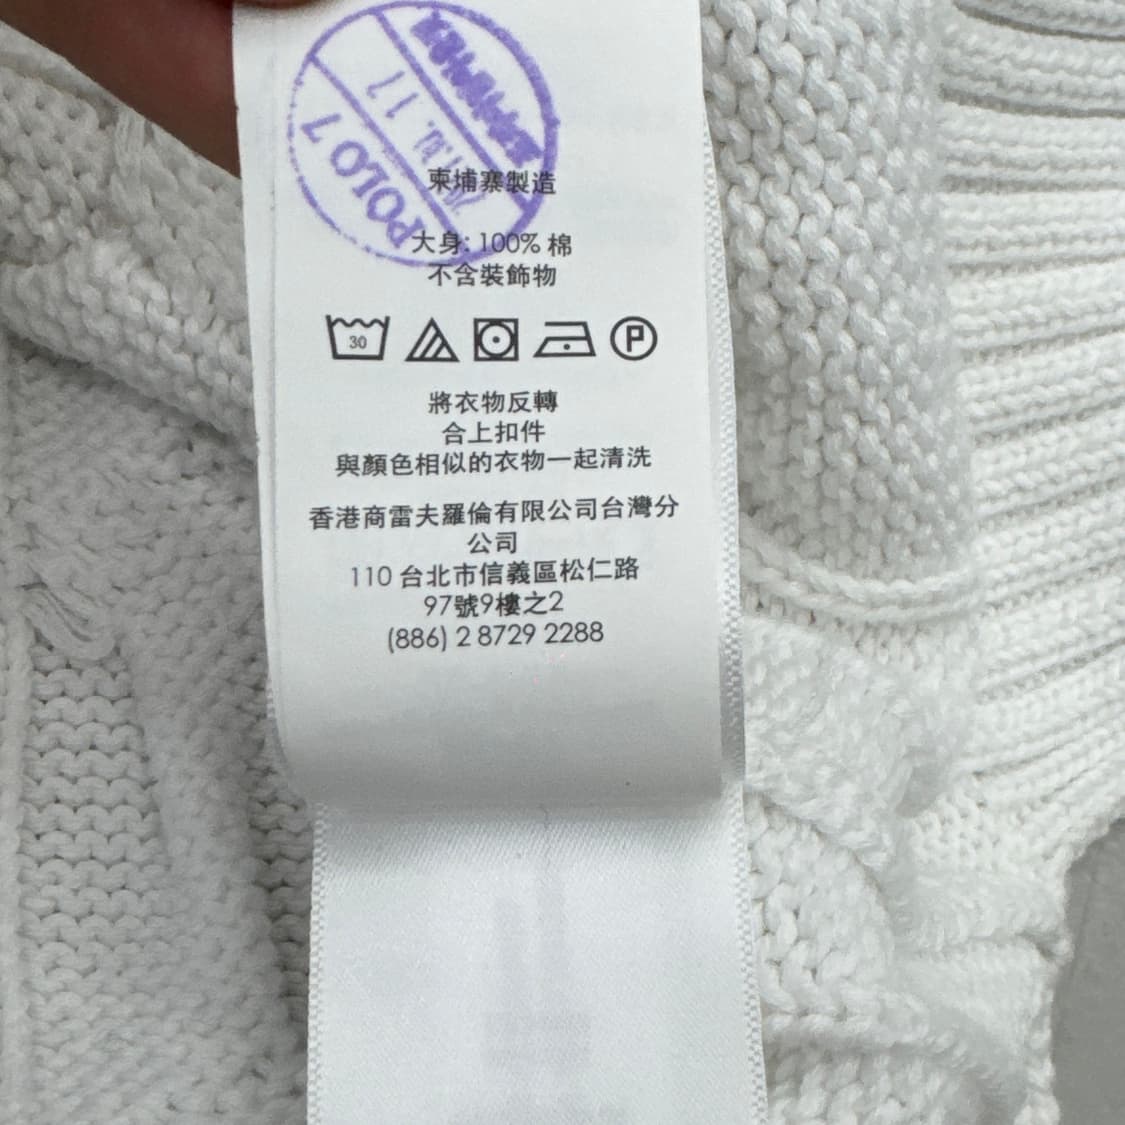 POLO 7
柬埔寨製造
大身: 100% 棉
不含裝飾物
30
P
將衣物反轉
合上扣件
與顏色相似的衣物一起清洗
香港商雷夫羅倫有限公司台灣分
公司
110 台北市信義區松仁路
97號9樓之2
(886) 2 8729 2288